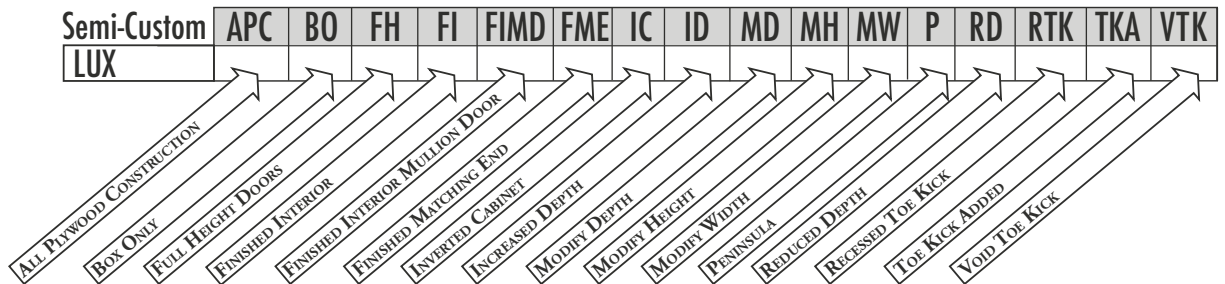 Semi-Custom APC BO FH FI FIMD FME IC ID MD MH MW P RD RTK TKA VTK
LUX
ALL PLYWOOD CONSTRUCTION
BOX ONLY
FULL HEIGHT DOORS
FINISHED INTERIOR
FINISHED INTERIOR MULLION DOOR
FINISHED MATCHING END
INVERTED CABINET
INCREASED DEPTH
MODIFY DEPTH
MODIFY HEIGHT
MODIFY WIDTH
PENINSULA
REDUCED DEPTH
RECESSED TOE KICK
TOE KICK ADDED
VOID TOE KICK